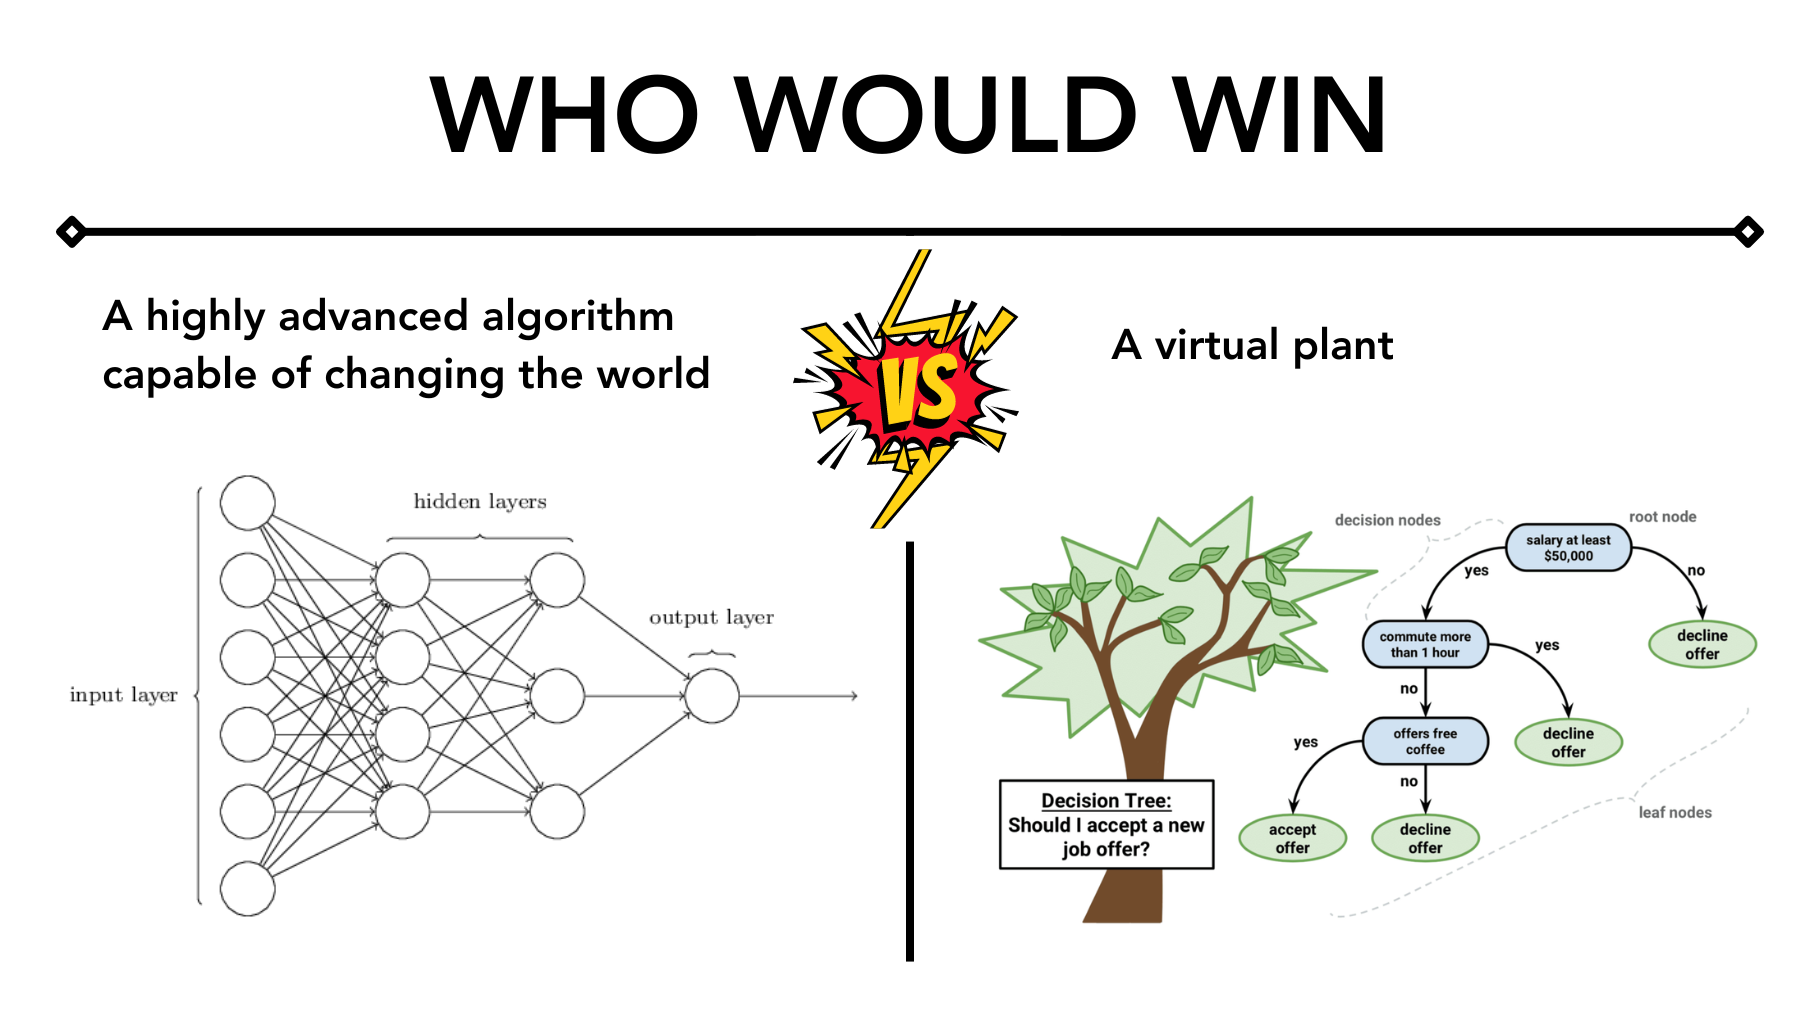 WHO WOULD WIN
A highly advanced algorithm
capable of changing the world
VS
A virtual plant
hidden layers
output layer
input layer
decision nodes
root node
salary at least
$50,000
yes
no
commute more
than 1 hour
yes
decline
offer
no
offers free
coffee
decline
offer
yes
no
leaf nodes
accept
offer
decline
offer
Decision Tree:
Should I accept a new
job offer?